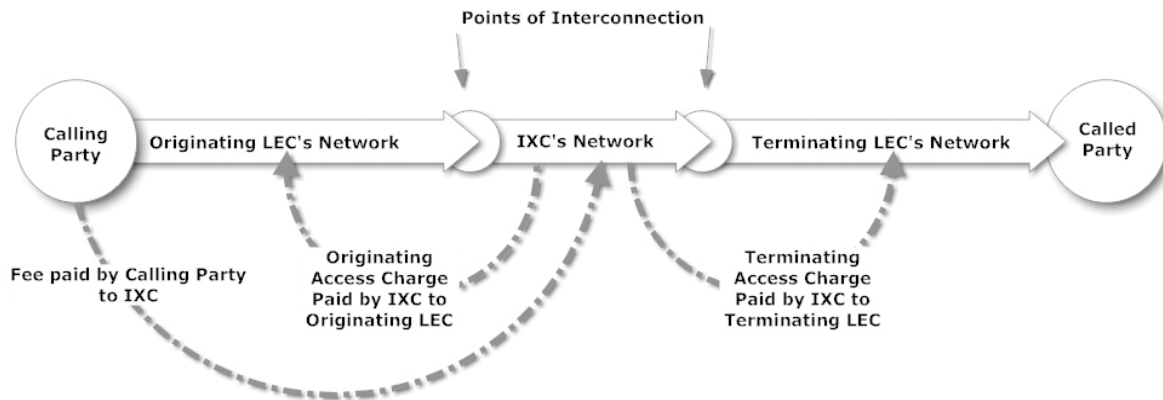 Points of Interconnection
Calling
Party
Originating LEC's Network
IXC's Network
Terminating LEC's Network
Called
Party
Fee paid by Calling Party
to IXC
Originating
Access Charge
Paid by IXC to
Originating LEC
Terminating
Access Charge
Paid by IXC to
Terminating LEC